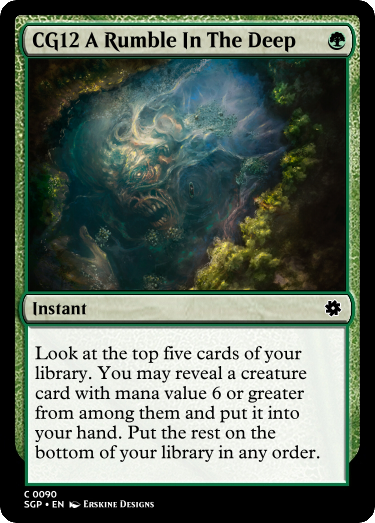 CG12 A Rumble In The Deep
Instant
Look at the top five cards of your
library. You may reveal a creature
card with mana value 6 or greater
from among them and put it into
your hand. Put the rest on the
bottom of your library in any order.
C 0090
SGP • EN Erskine Designs